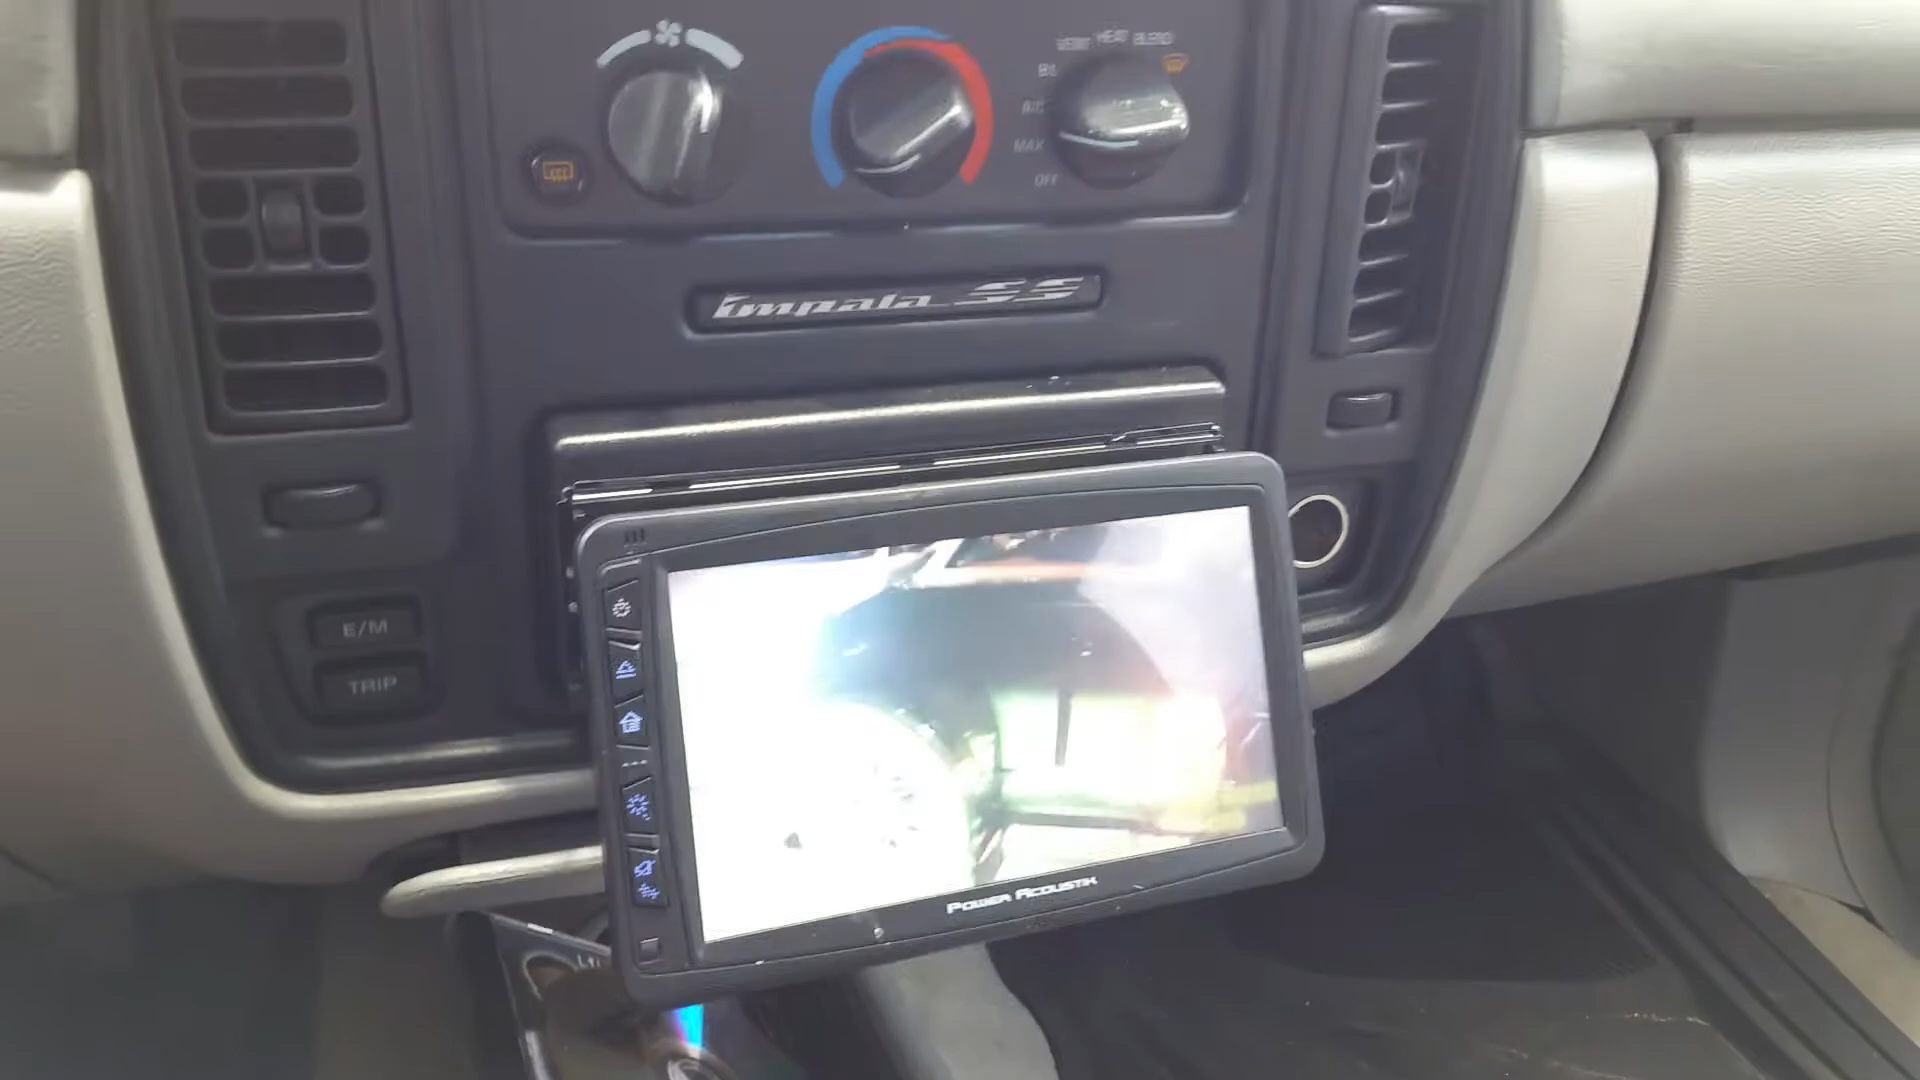 VENT HEAT BLEND
BI-
A/C
MAX
OFF
Impala SS
E/M
TRIP
POWER ACOUSTIK